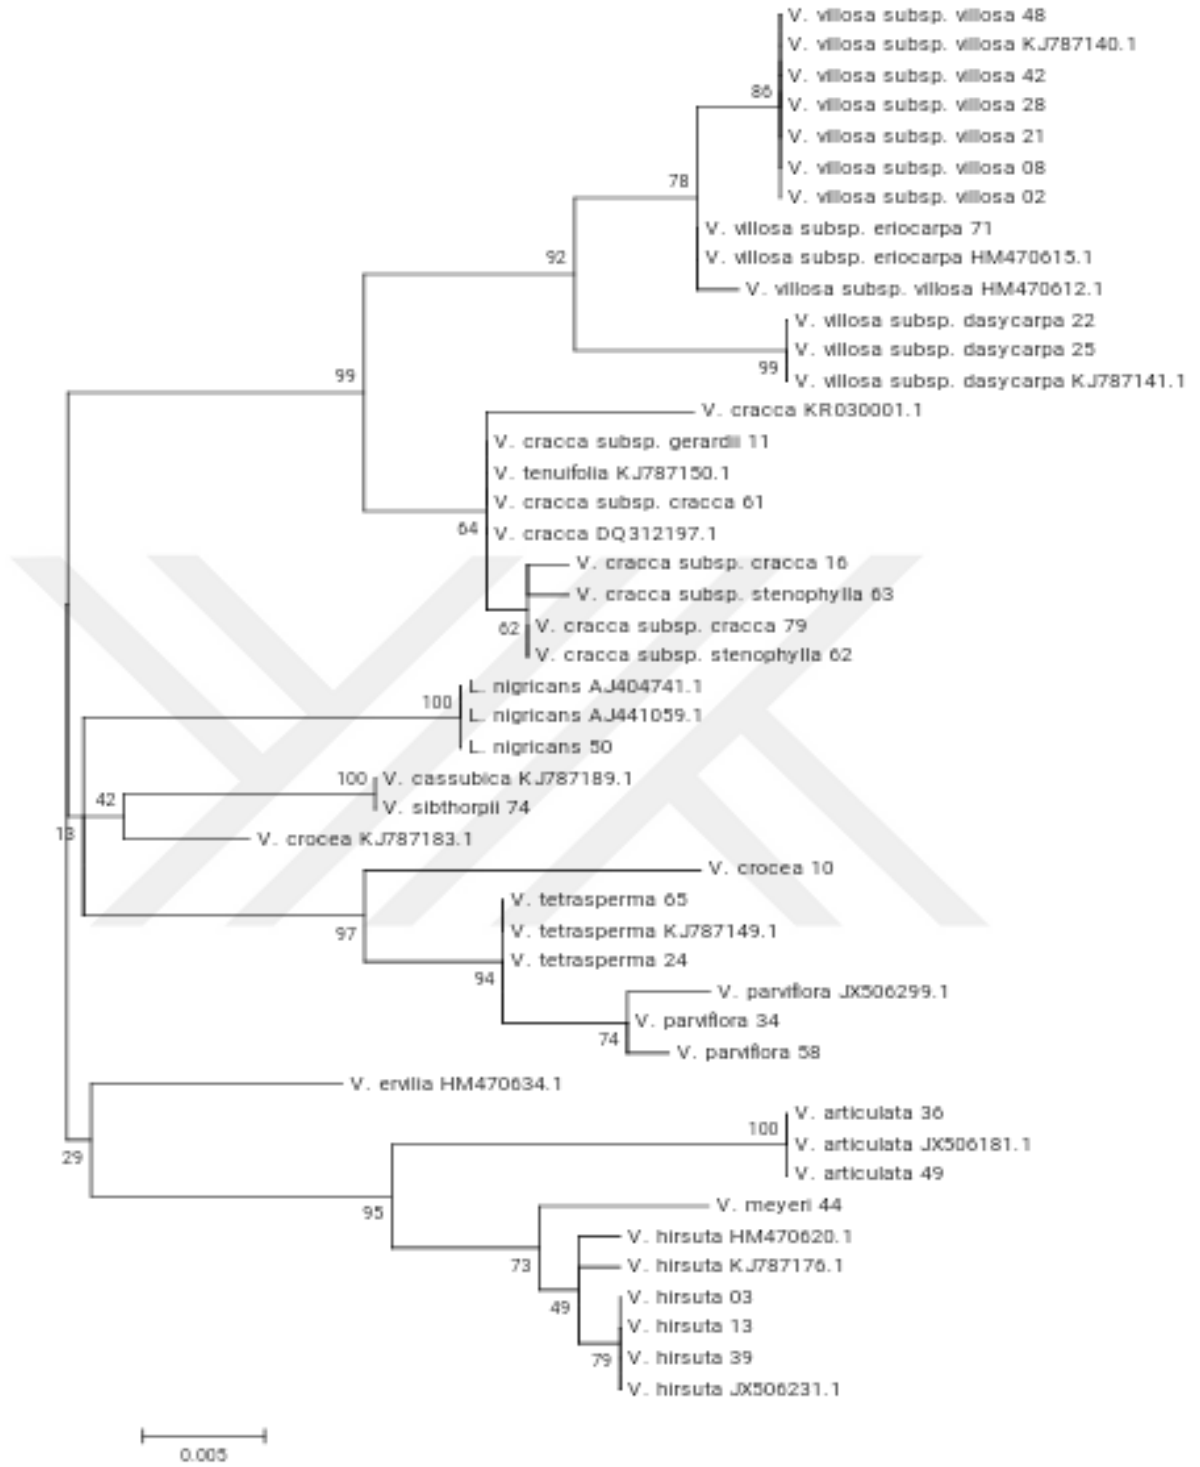 V. villosa subsp. villosa 48
V. villosa subsp. villosa KJ787140.1
V. villosa subsp. villosa 42
86
V. villosa subsp. villosa 28
V. villosa subsp. villosa 21
V. villosa subsp. villosa 08
78
V. villosa subsp. villosa 02
V. villosa subsp. eriocarpa 71
92
V. villosa subsp. eriocarpa HM470615.1
V. villosa subsp. villosa HM470612.1
V. villosa subsp. dasycarpa 22
V. villosa subsp. dasycarpa 25
99
99
V. villosa subsp. dasycarpa KJ787141.1
V. cracca KR030001.1
V. cracca subsp. gerardii 11
V. tenuifolia KJ787150.1
V. cracca subsp. cracca 61
64
V. cracca DQ312197.1
V. cracca subsp. cracca 16
V. cracca subsp. stenophylla 63
62
V. cracca subsp. cracca 79
V. cracca subsp. stenophylla 62
L. nigricans AJ404741.1
100
L. nigricans AJ441059.1
L. nigricans 50
100
V. cassubica KJ787189.1
42
V. sibthorpii 74
13
V. crocea KJ787183.1
V. crocea 10
V. tetrasperma 65
97
V. tetrasperma KJ787149.1
V. tetrasperma 24
94
V. parviflora JX506299.1
V. parviflora 34
74
V. parviflora 58
V. ervilia HM470634.1
V. articulata 36
100
V. articulata JX506181.1
29
V. articulata 49
95
V. meyeri 44
V. hirsuta HM470620.1
73
V. hirsuta KJ787176.1
V. hirsuta 03
49
V. hirsuta 13
79
V. hirsuta 39
V. hirsuta JX506231.1
0.005